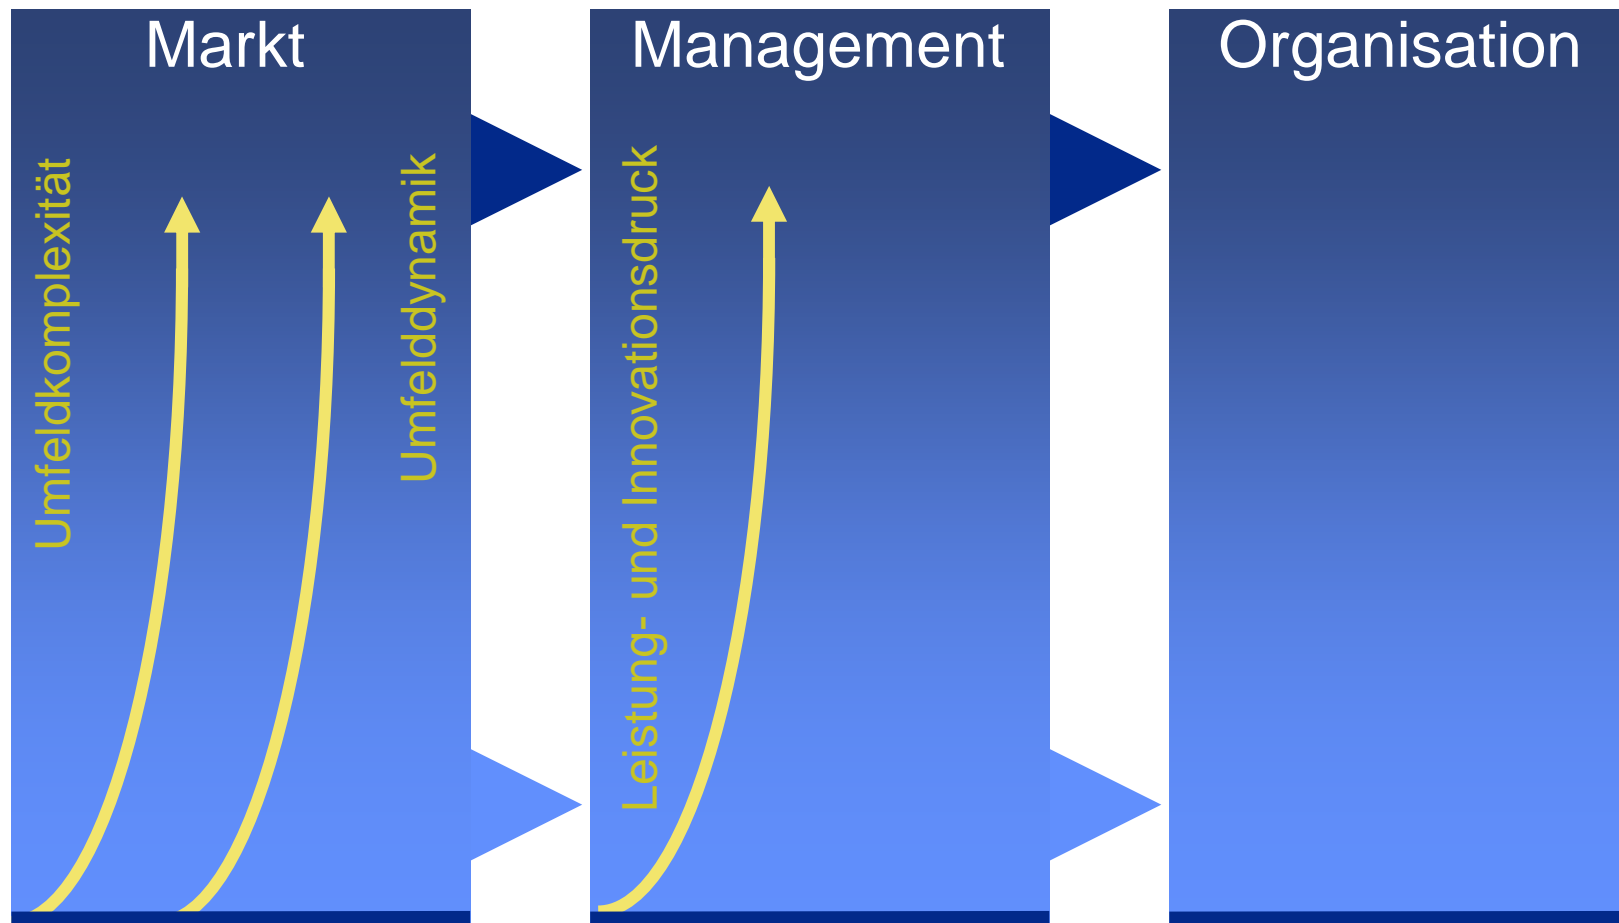 Markt
Management
Organisation
Umfeldkomplexität
Umfelddynamik
Leistung- und Innovationsdruck